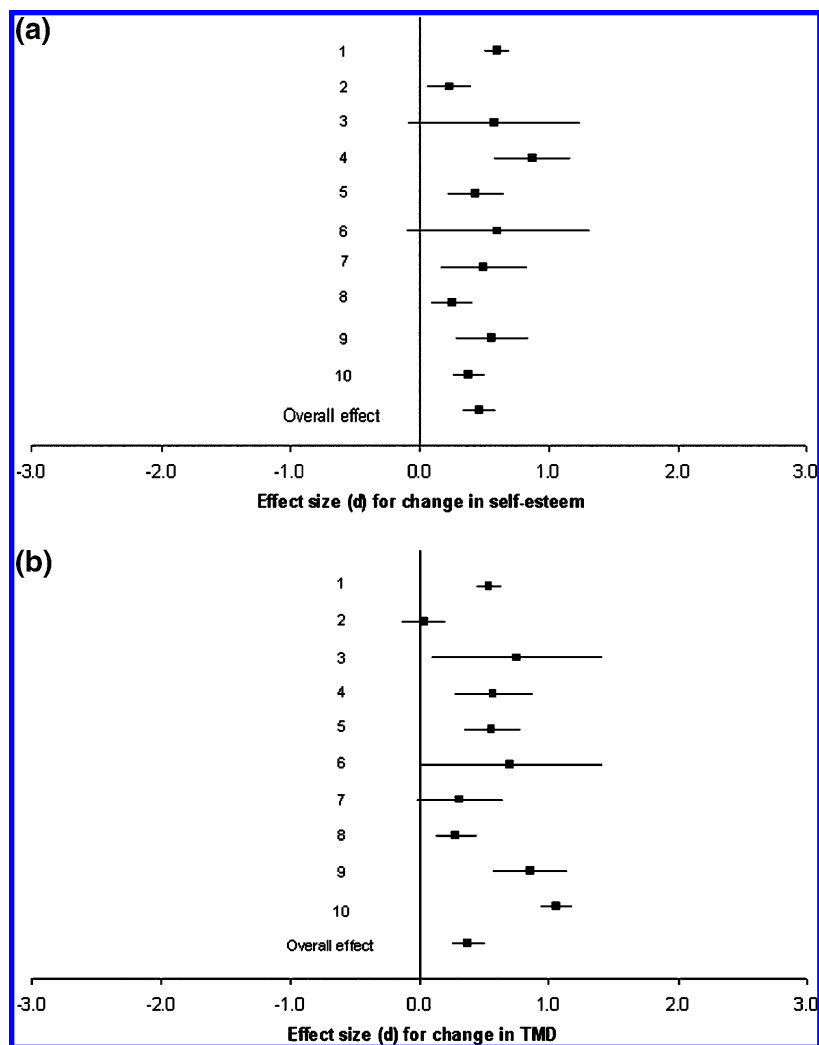 (a)
1
2
3
4
5
6
7
8
9
10
Overall effect
-3.0 -2.0 -1.0 0.0 1.0 2.0 3.0
Effect size (d) for change in self-esteem
(b)
1
2
3
4
5
6
7
8
9
10
Overall effect
-3.0 -2.0 -1.0 0.0 1.0 2.0 3.0
Effect size (d) for change in TMD